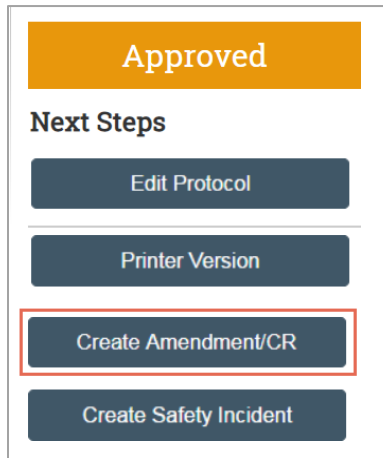 Approved
Next Steps
Edit Protocol
Printer Version
Create Amendment/CR
Create Safety Incident